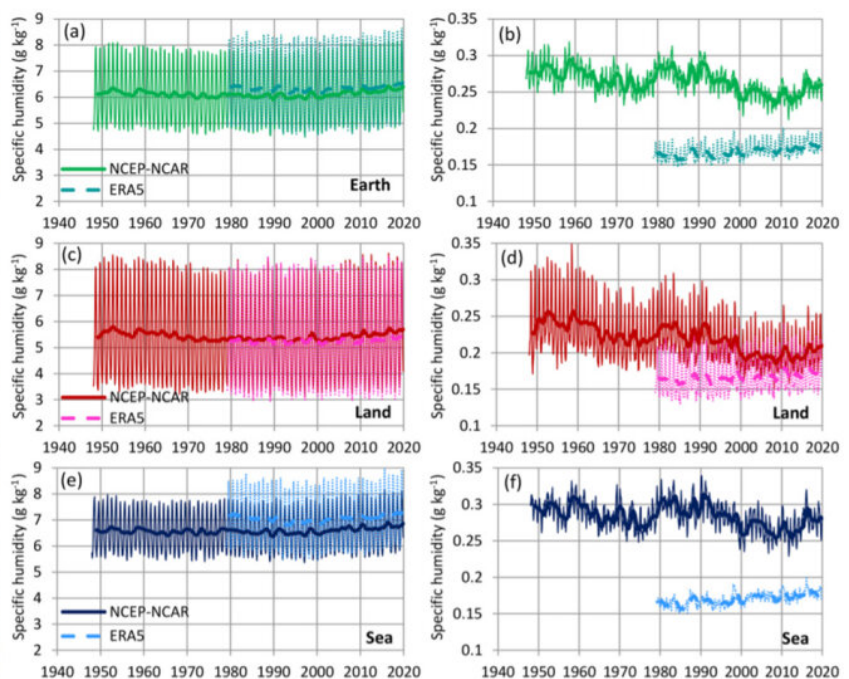 (a)
Specific humidity (g kg⁻¹)
9
8
7
6
5
4
3
2
NCEP-NCAR
ERA5
Earth
1940 1950 1960 1970 1980 1990 2000 2010 2020
(b)
Specific humidity (g kg⁻¹)
0.35
0.3
0.25
0.2
0.15
0.1
1940 1950 1960 1970 1980 1990 2000 2010 2020
(c)
Specific humidity (g kg⁻¹)
9
8
7
6
5
4
3
2
NCEP-NCAR
ERA5
Land
1940 1950 1960 1970 1980 1990 2000 2010 2020
(d)
Specific humidity (g kg⁻¹)
0.35
0.3
0.25
0.2
0.15
0.1
Land
1940 1950 1960 1970 1980 1990 2000 2010 2020
(e)
Specific humidity (g kg⁻¹)
9
8
7
6
5
4
3
2
NCEP-NCAR
ERA5
Sea
1940 1950 1960 1970 1980 1990 2000 2010 2020
(f)
Specific humidity (g kg⁻¹)
0.35
0.3
0.25
0.2
0.15
0.1
Sea
1940 1950 1960 1970 1980 1990 2000 2010 2020